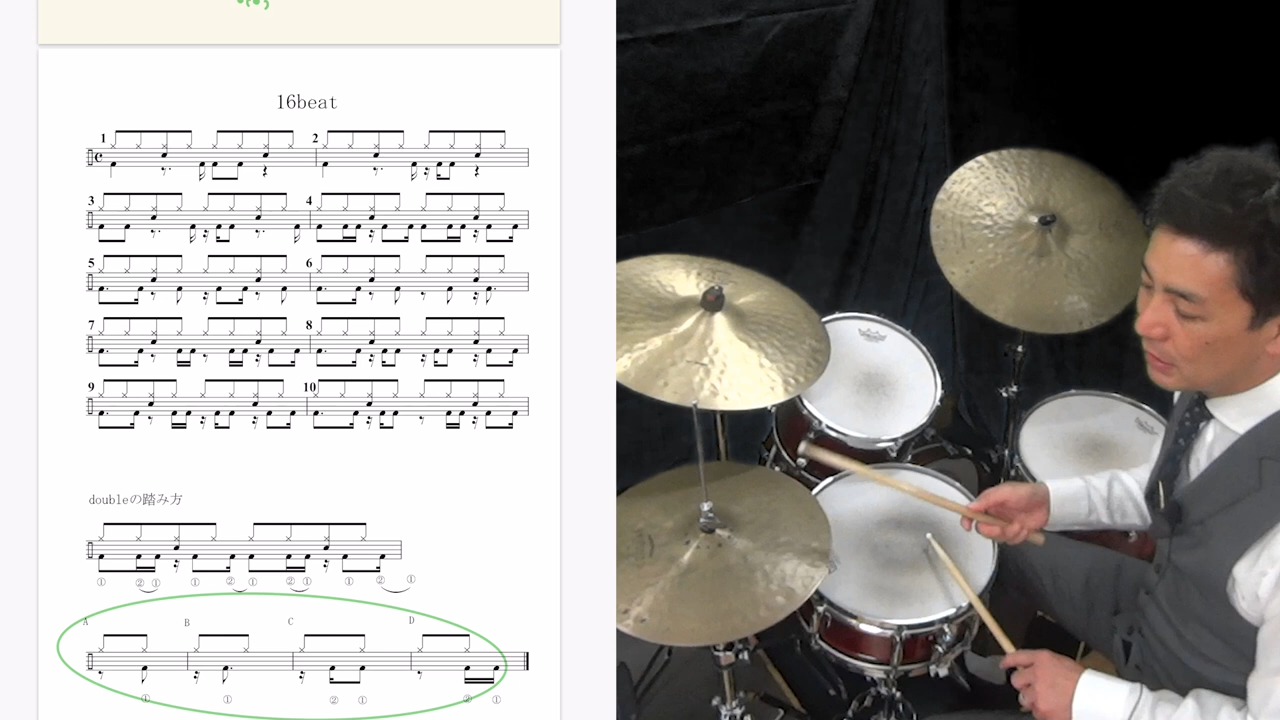 16beat
1 2
3 4
5 6
7 8
9 10
doubleの踏み方
① ② ① ① ② ① ② ① ① ② ①
A B C D
① ① ② ① ② ①